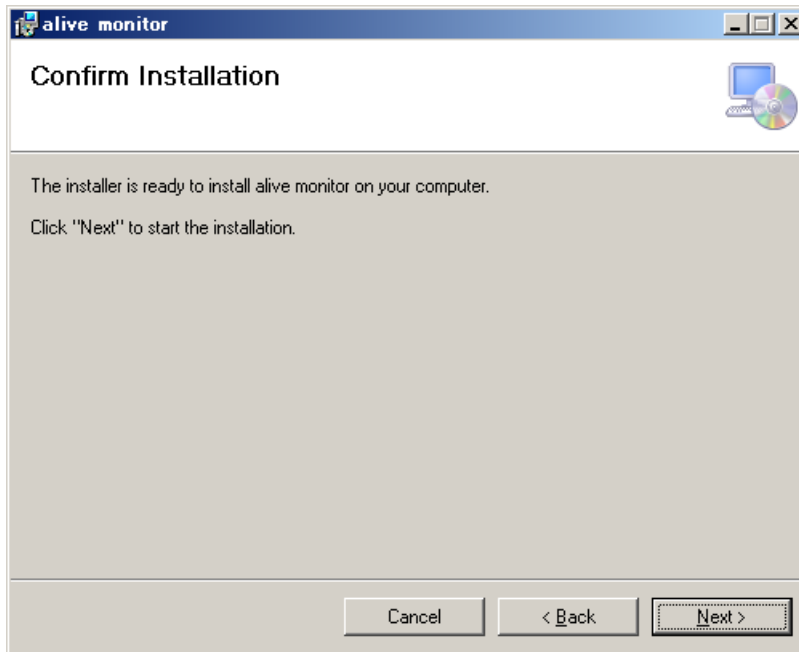 alive monitor
Confirm Installation
The installer is ready to install alive monitor on your computer.
Click "Next" to start the installation.
Cancel
< Back
Next >